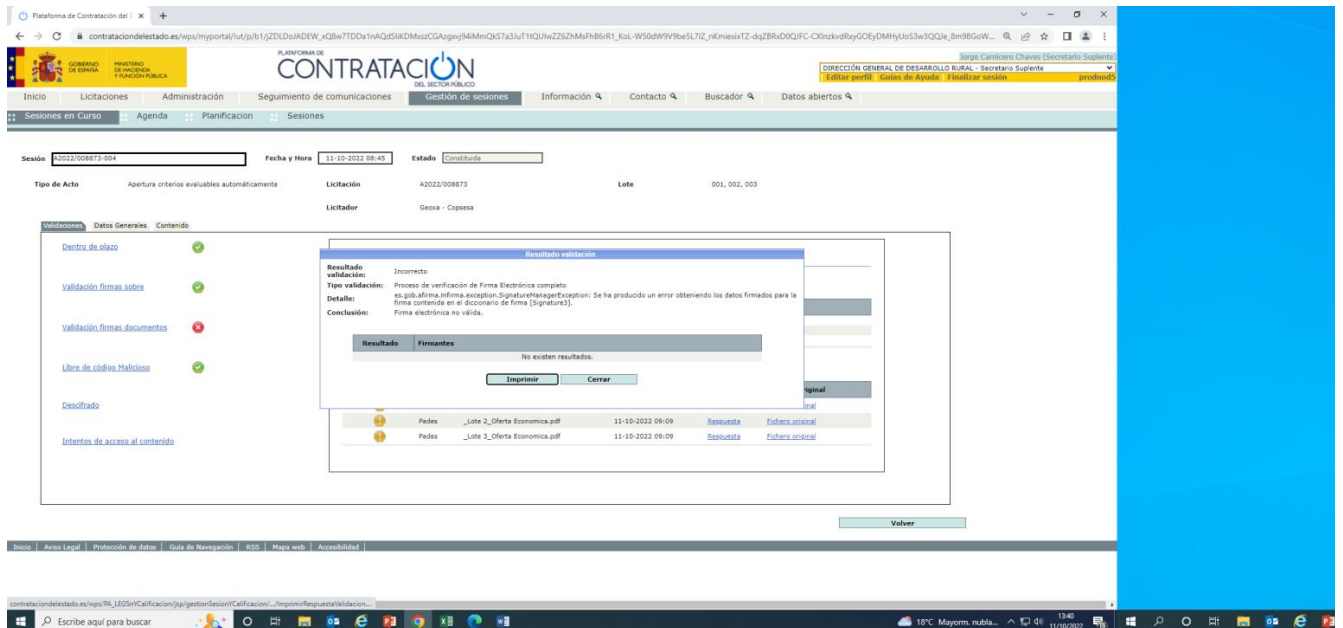 Plataforma de Contratación del
contrataciondelestado.es/wps/myportal/!ut/p/b1/
GOBIERNO DE ESPAÑA
MINISTERIO DE HACIENDA Y FUNCIÓN PÚBLICA
PLATAFORMA DE
CONTRATACIÓN
DEL SECTOR PÚBLICO
Jorge Carnicero Chaves (Secretario Suplente)
DIRECCIÓN GENERAL DE DESARROLLO RURAL - Secretario Suplente
Editar perfil Guías de Ayuda Finalizar sesión prodnod5
Inicio Licitaciones Administración Seguimiento de comunicaciones Gestión de sesiones Información Contacto Buscador Datos abiertos
Sesiones en Curso Agenda Planificacion Sesiones
Sesión A2022/008873-004 Fecha y Hora 11-10-2022 08:45 Estado Constituida
Tipo de Acto Apertura criterios evaluables automáticamente Licitación A2022/008873 Lote 001, 002, 003
Licitador Geoxa - Copsesa
Validaciones Datos Generales Contenido
Dentro de plazo
Validación firmas sobre
Validación firmas documentos
Libre de código Malicioso
Descifrado
Intentos de acceso al contenido
Resultado validación
Resultado validación: Incorrecto
Tipo validación: Proceso de verificación de Firma Electrónica completo
Detalle: es.gob.afirma.mfirma.exception.SignatureManagerException: Se ha producido un error obteniendo los datos firmados para la
firma contenida en el diccionario de firma [Signature3].
Conclusión: Firma electrónica no válida.
Resultado Firmantes
No existen resultados.
Imprimir Cerrar
riginal
inal
Pades _Lote 2_Oferta Economica.pdf 11-10-2022 09:09 Respuesta Fichero original
Pades _Lote 3_Oferta Economica.pdf 11-10-2022 09:09 Respuesta Fichero original
Volver
Inicio | Aviso Legal | Protección de datos | Guía de Navegación | RSS | Mapa web | Accesibilidad |
contrataciondelestado.es/wps/PA_LEGSnYCalificacion/jsp/gestionSesionYCalificacion/.../ImprimirRespuestaValidacion...
Escribe aquí para buscar
18°C Mayorm. nubla...
13:40
11/10/2022